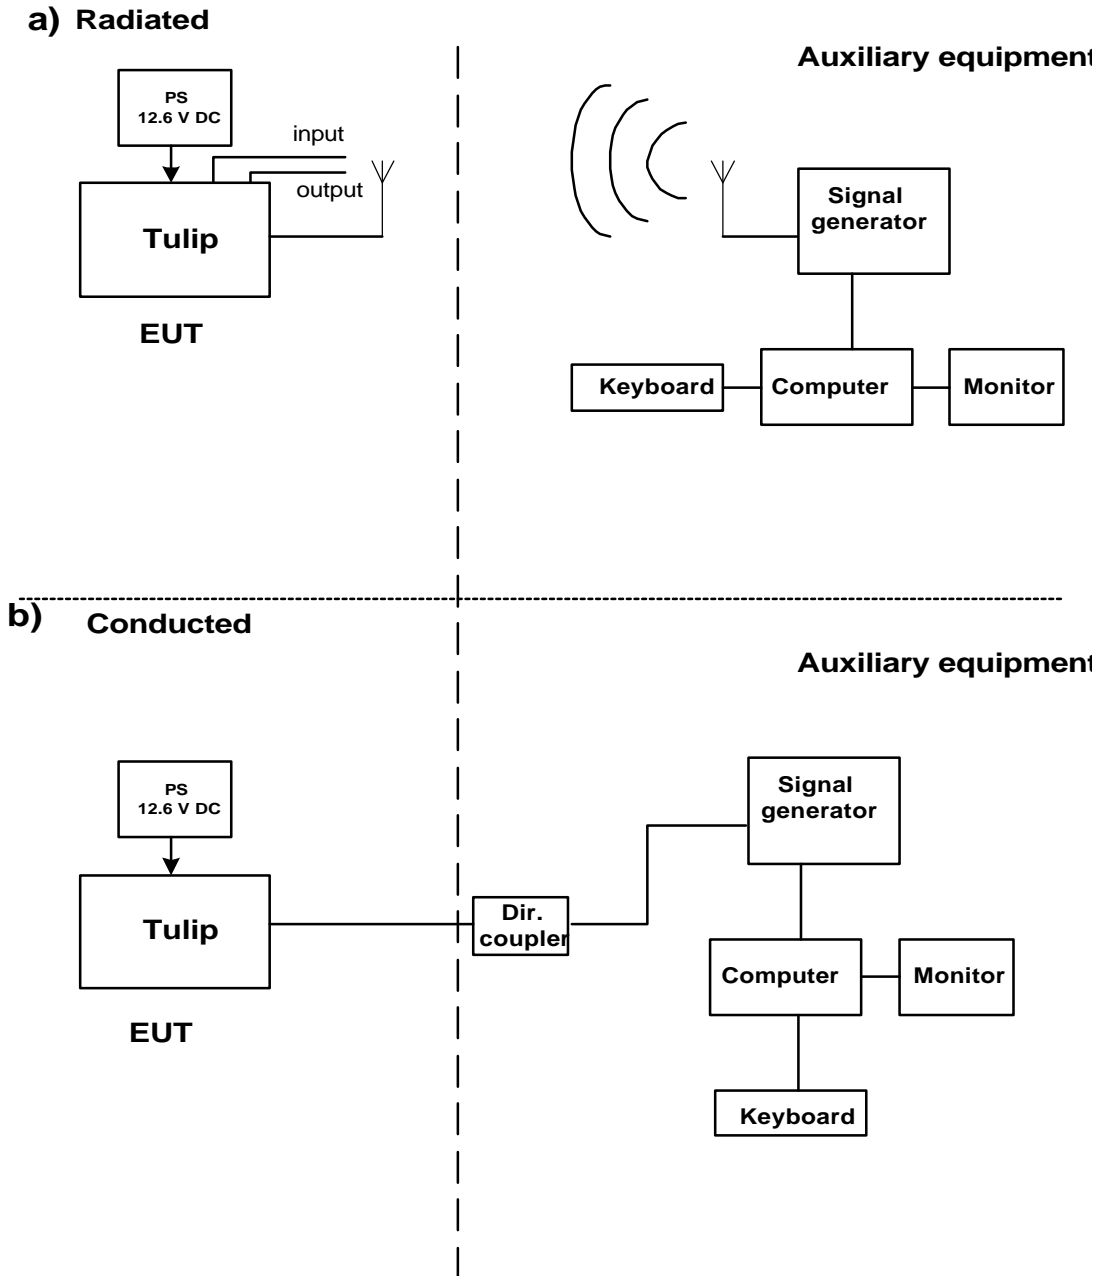 a) Radiated
Auxiliary equipment
PS
12.6 V DC
input
output
Tulip
EUT
Signal
generator
Keyboard
Computer
Monitor
b) Conducted
Auxiliary equipment
PS
12.6 V DC
Signal
generator
Tulip
Dir.
coupler
EUT
Computer
Monitor
Keyboard